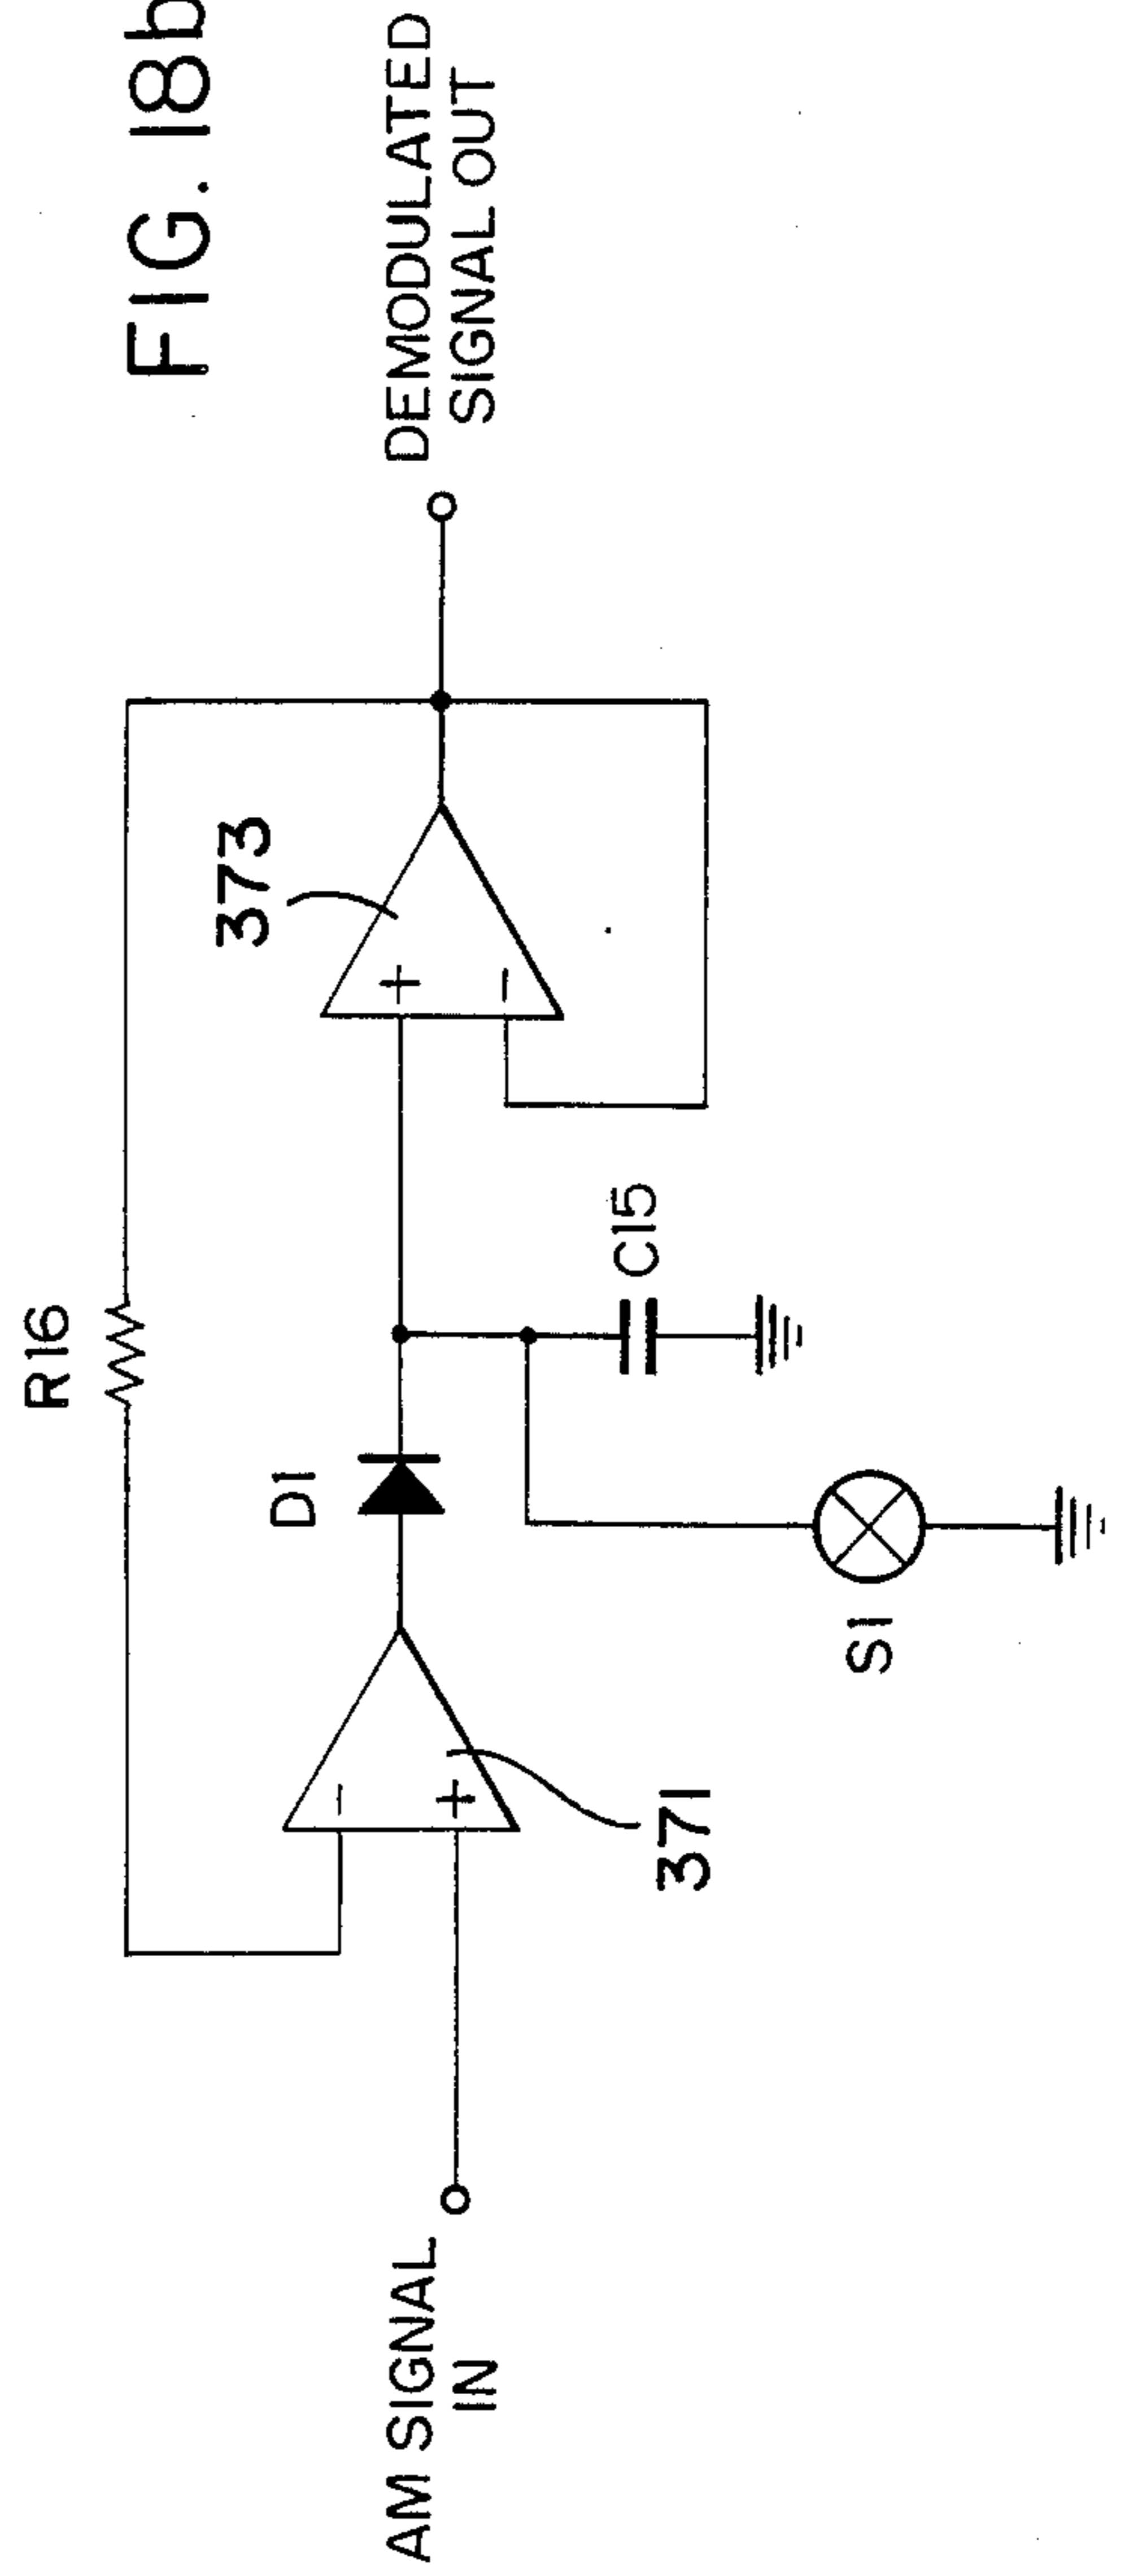 FIG. 18b
R16
373
DEMODULATED
SIGNAL OUT
D1
+
−
−
+
C15
AM SIGNAL
IN
371
S1